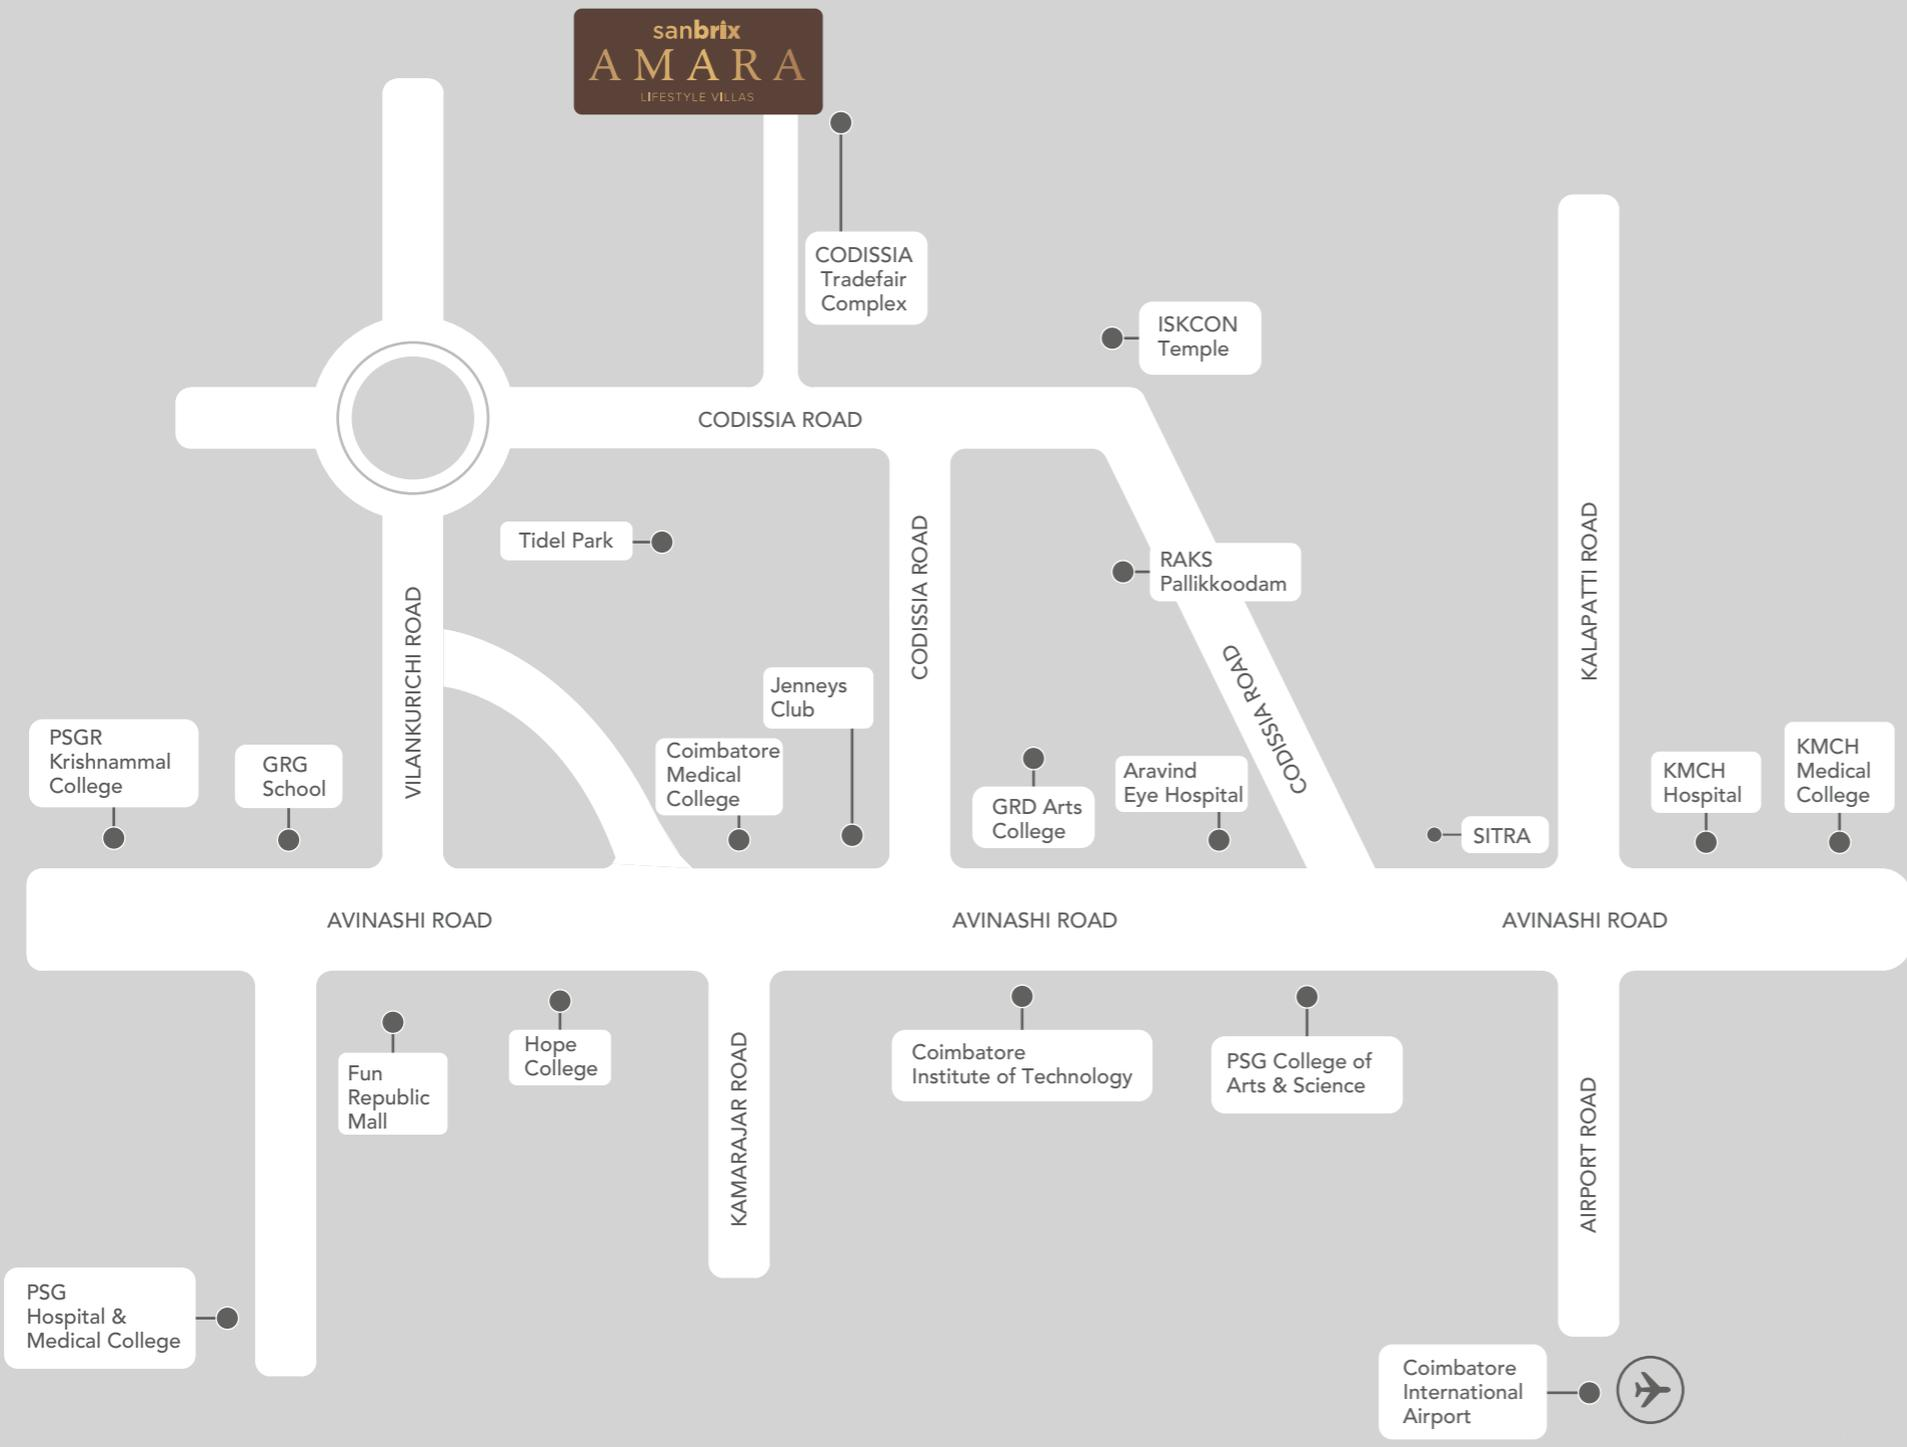 sanbrix
AMARA
LIFESTYLE VILLAS
CODISSIA
Tradefair
Complex
ISKCON
Temple
CODISSIA ROAD
Tidel Park
CODISSIA ROAD
RAKS
Pallikkoodam
KALAPATTI ROAD
VILANKURICHI ROAD
CODISSIA ROAD
Jenneys
Club
PSGR
Krishnammal
College
GRG
School
Coimbatore
Medical
College
GRD Arts
College
Aravind
Eye Hospital
SITRA
KMCH
Hospital
KMCH
Medical
College
AVINASHI ROAD
AVINASHI ROAD
AVINASHI ROAD
Fun
Republic
Mall
Hope
College
KAMARAJAR ROAD
Coimbatore
Institute of Technology
PSG College of
Arts & Science
AIRPORT ROAD
PSG
Hospital &
Medical College
Coimbatore
International
Airport